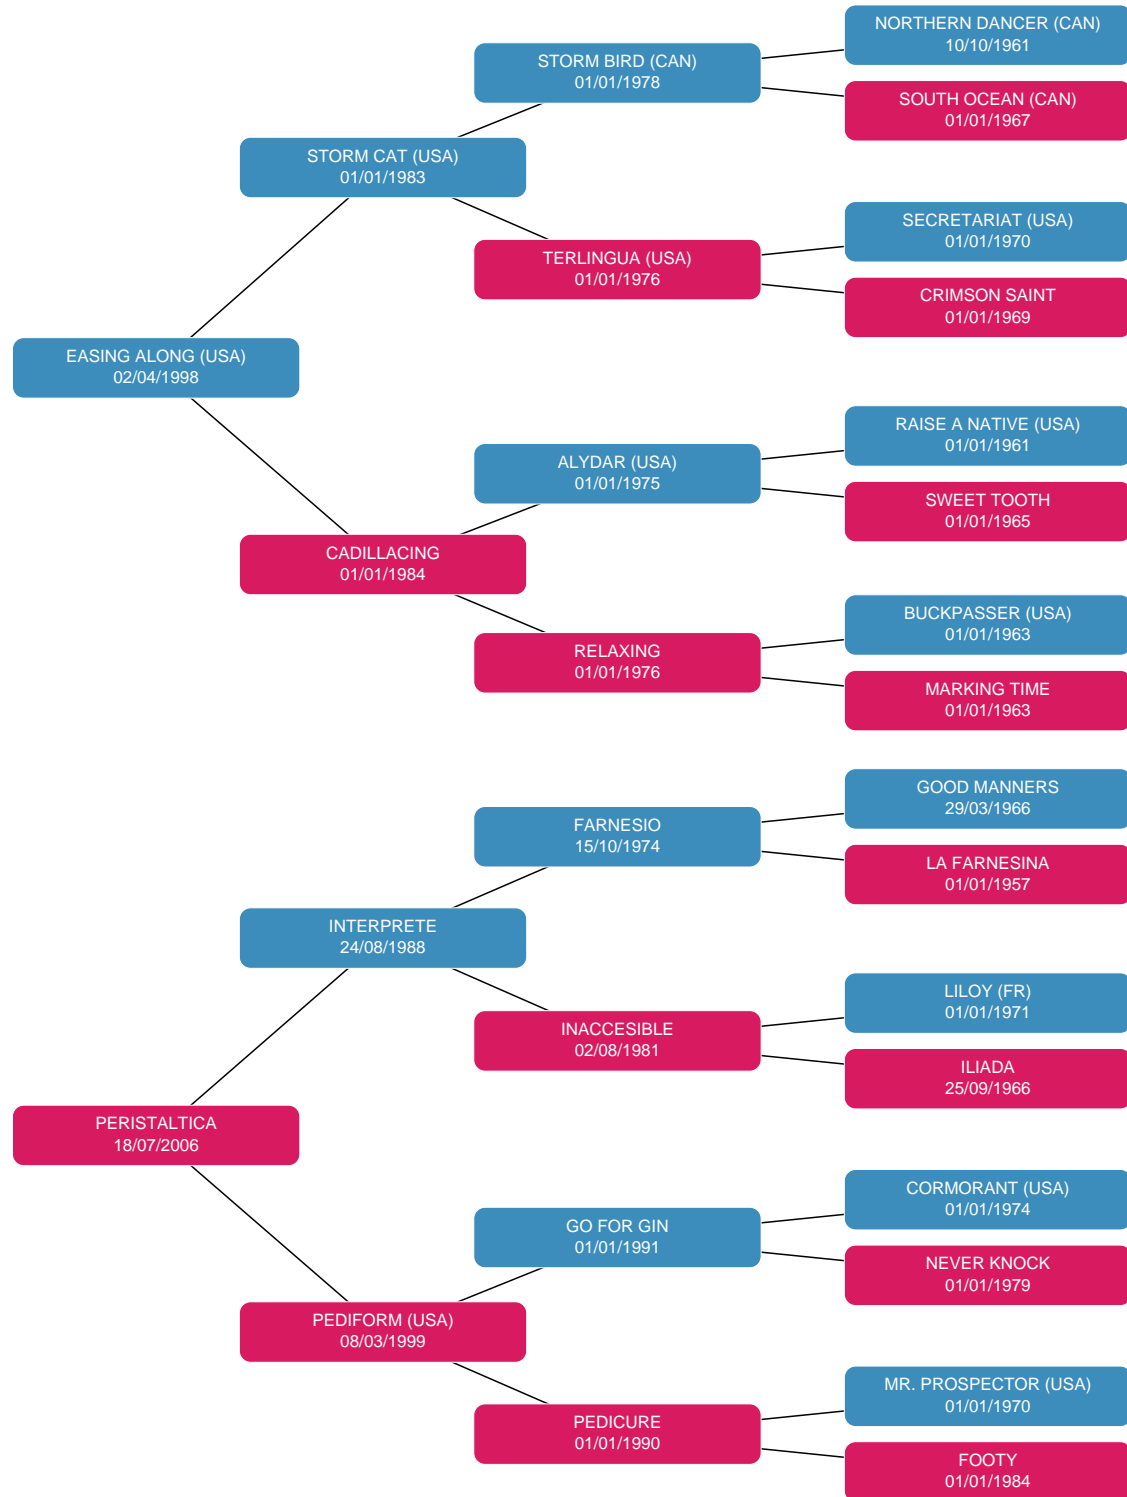 NORTHERN DANCER (CAN)
10/10/1961
STORM BIRD (CAN)
01/01/1978
SOUTH OCEAN (CAN)
01/01/1967
STORM CAT (USA)
01/01/1983
SECRETARIAT (USA)
01/01/1970
TERLINGUA (USA)
01/01/1976
CRIMSON SAINT
01/01/1969
EASING ALONG (USA)
02/04/1998
RAISE A NATIVE (USA)
01/01/1961
ALYDAR (USA)
01/01/1975
SWEET TOOTH
01/01/1965
CADILLACING
01/01/1984
BUCKPASSER (USA)
01/01/1963
RELAXING
01/01/1976
MARKING TIME
01/01/1963
GOOD MANNERS
29/03/1966
FARNESIO
15/10/1974
LA FARNESINA
01/01/1957
INTERPRETE
24/08/1988
LILOY (FR)
01/01/1971
INACCESIBLE
02/08/1981
ILIADA
25/09/1966
PERISTALTICA
18/07/2006
CORMORANT (USA)
01/01/1974
GO FOR GIN
01/01/1991
NEVER KNOCK
01/01/1979
PEDIFORM (USA)
08/03/1999
MR. PROSPECTOR (USA)
01/01/1970
PEDICURE
01/01/1990
FOOTY
01/01/1984